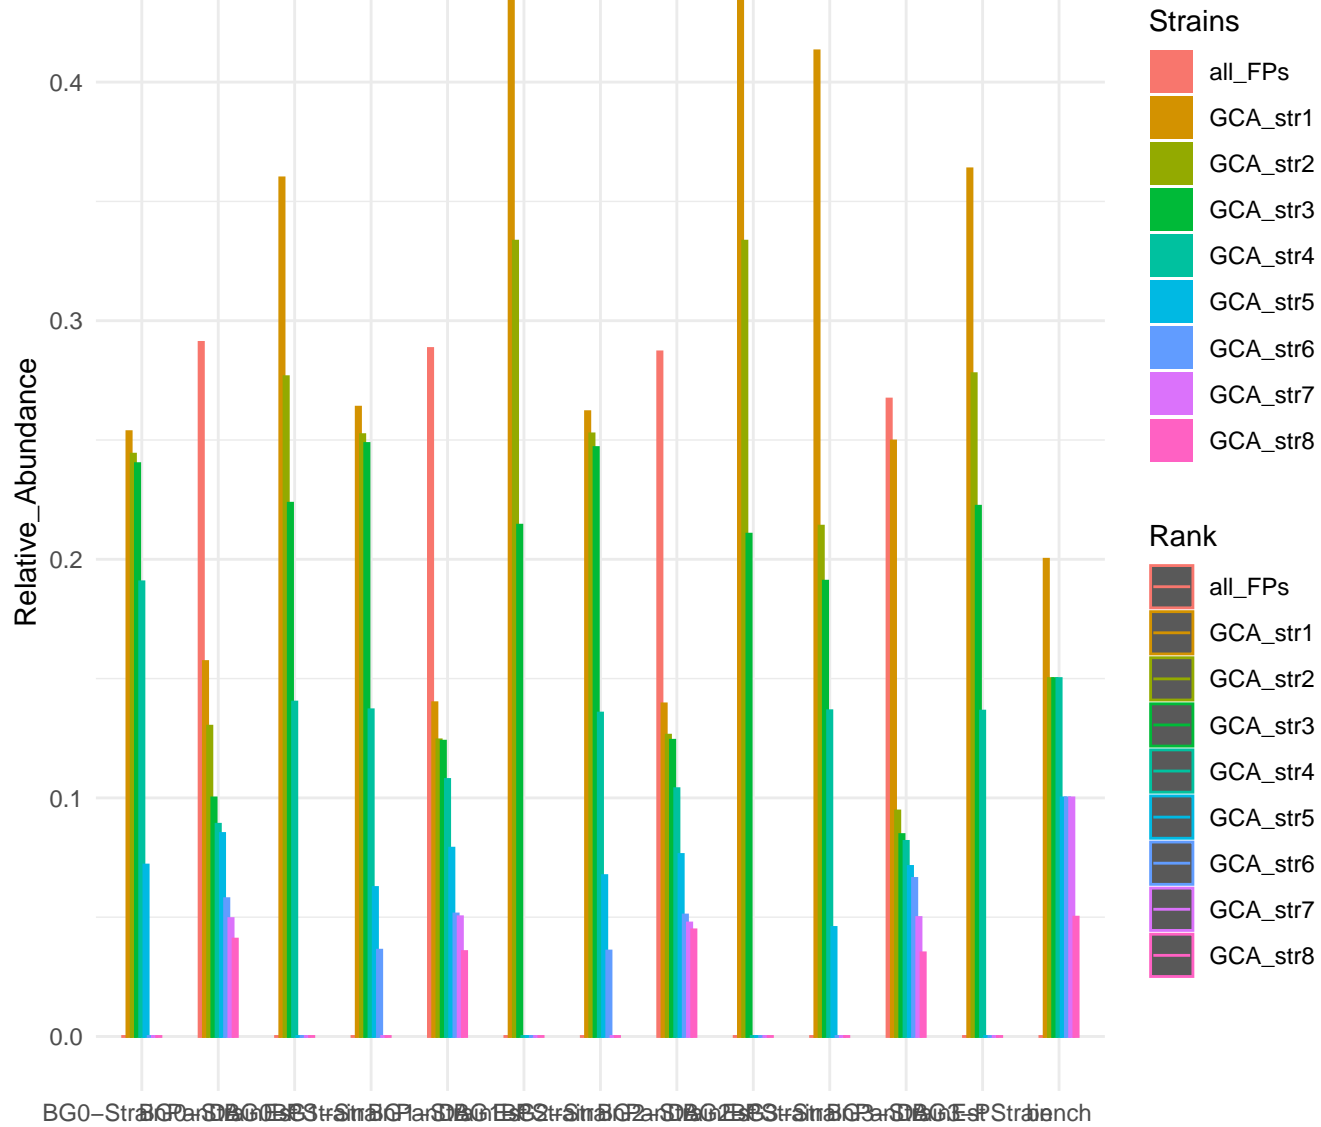 Strains
all_FPs
GCA_str1
GCA_str2
GCA_str3
GCA_str4
GCA_str5
GCA_str6
GCA_str7
GCA_str8
Rank
all_FPs
GCA_str1
GCA_str2
GCA_str3
GCA_str4
GCA_str5
GCA_str6
GCA_str7
GCA_str8
Relative_Abundance
0.4
0.3
0.2
0.1
0.0